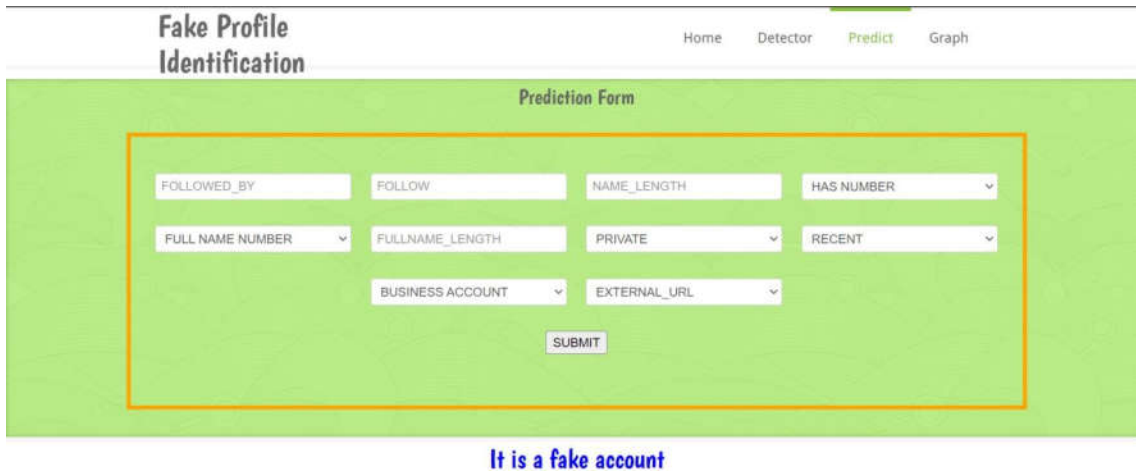 Fake Profile
Identification
Home Detector Predict Graph
Prediction Form
FOLLOWED_BY FOLLOW NAME_LENGTH HAS NUMBER
FULL NAME NUMBER FULLNAME_LENGTH PRIVATE RECENT
BUSINESS ACCOUNT EXTERNAL_URL
SUBMIT
It is a fake account